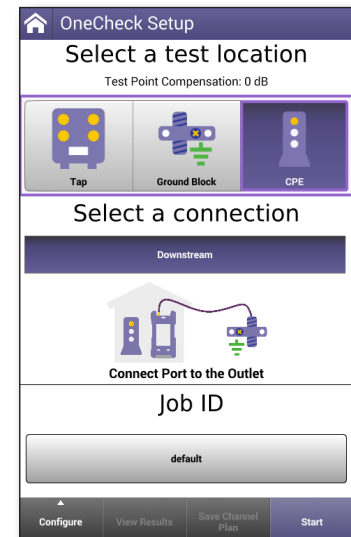 OneCheck Setup
Select a test location
Test Point Compensation: 0 dB
Tap
Ground Block
CPE
Select a connection
Downstream
Connect Port to the Outlet
Job ID
default
Configure
View Results
Save Channel
Plan
Start